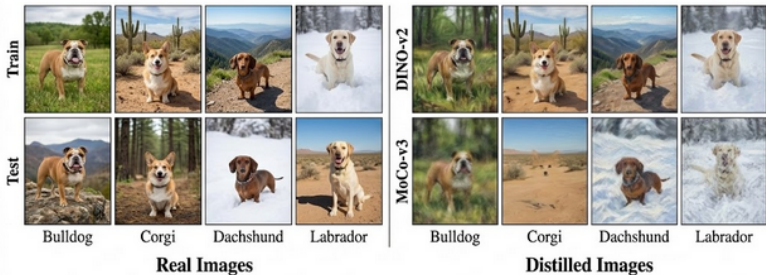 Train
DINO-v2
Test
MoCo-v3
Bulldog Corgi Dachshund Labrador Bulldog Corgi Dachshund Labrador
Real Images Distilled Images